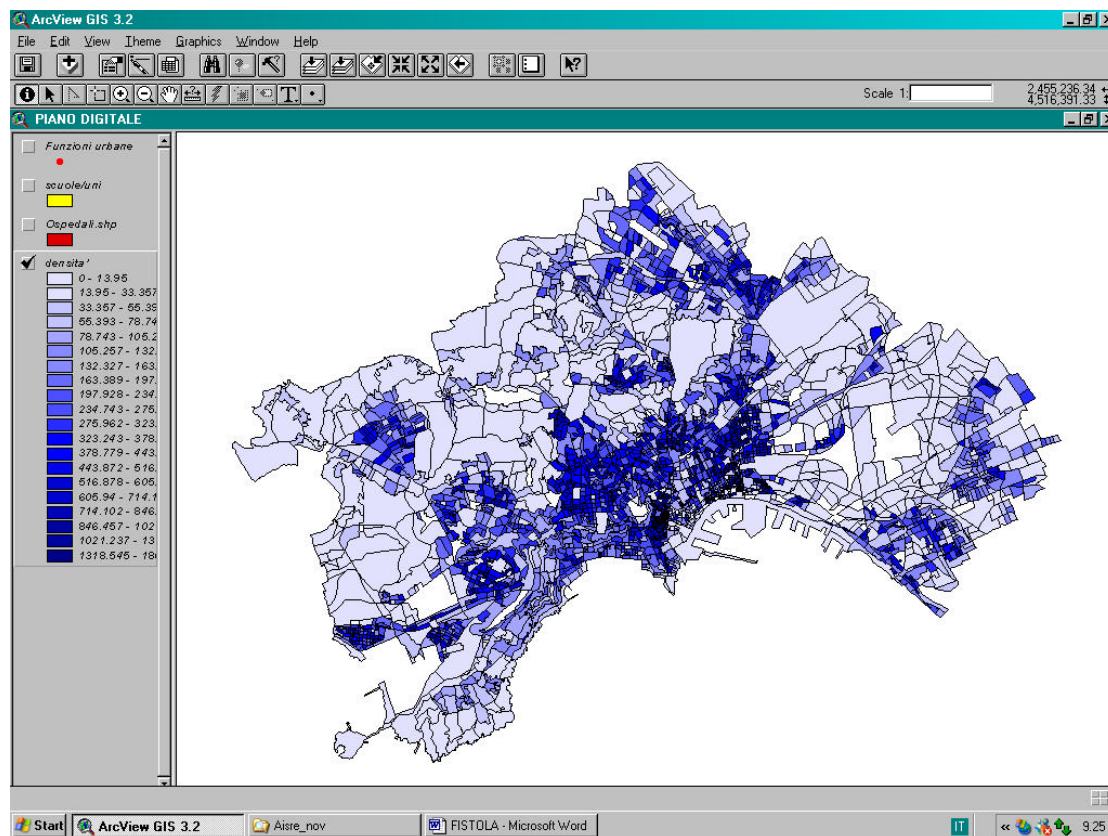 ArcView GIS 3.2
File Edit View Theme Graphics Window Help
Scale 1:
2,455,236.34
4,516,391.33
PIANO DIGITALE
Funzioni urbane
scuole/uni
Ospedali.shp
densita'
0 - 13.95
13.95 - 33.357
33.357 - 55.39
55.393 - 78.74
78.743 - 105.2
105.257 - 132.
132.327 - 163.
163.389 - 197.
197.928 - 234.
234.743 - 275.
275.962 - 323.
323.243 - 378.
378.779 - 443.
443.872 - 516.
516.878 - 605.
605.94 - 714.1
714.102 - 846.
846.457 - 102
1021.237 - 13
1318.545 - 18
Start ArcView GIS 3.2 Aisre_nov FISTOLA - Microsoft Word IT « 9.25